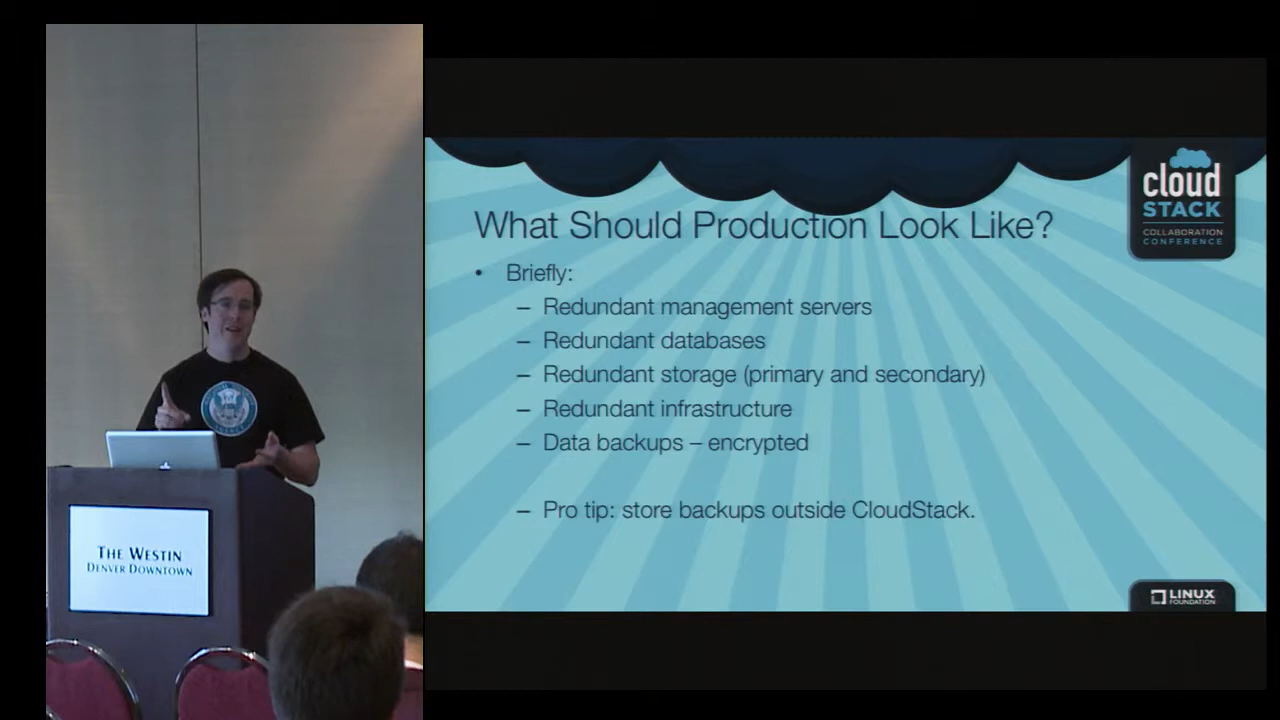 What Should Production Look Like?
• Briefly:
– Redundant management servers
– Redundant databases
– Redundant storage (primary and secondary)
– Redundant infrastructure
– Data backups – encrypted
– Pro tip: store backups outside CloudStack.
cloud
STACK
COLLABORATION
CONFERENCE
LINUX
FOUNDATION
THE WESTIN
DENVER DOWNTOWN